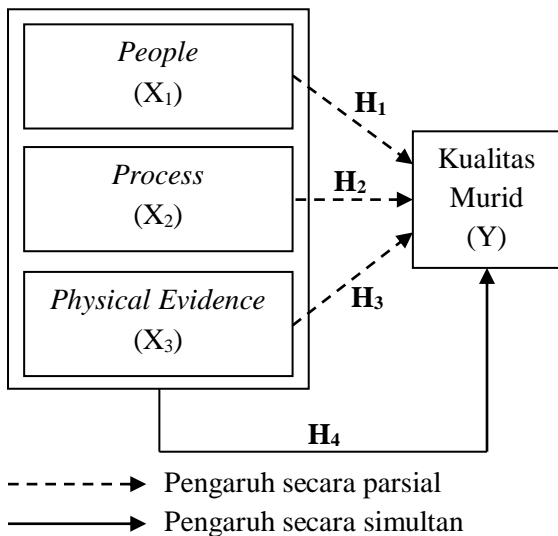 People
(X₁)
H₁
Process
(X₂)
H₂
Physical Evidence
(X₃)
H₃
Kualitas
Murid
(Y)
H₄
Pengaruh secara parsial
Pengaruh secara simultan